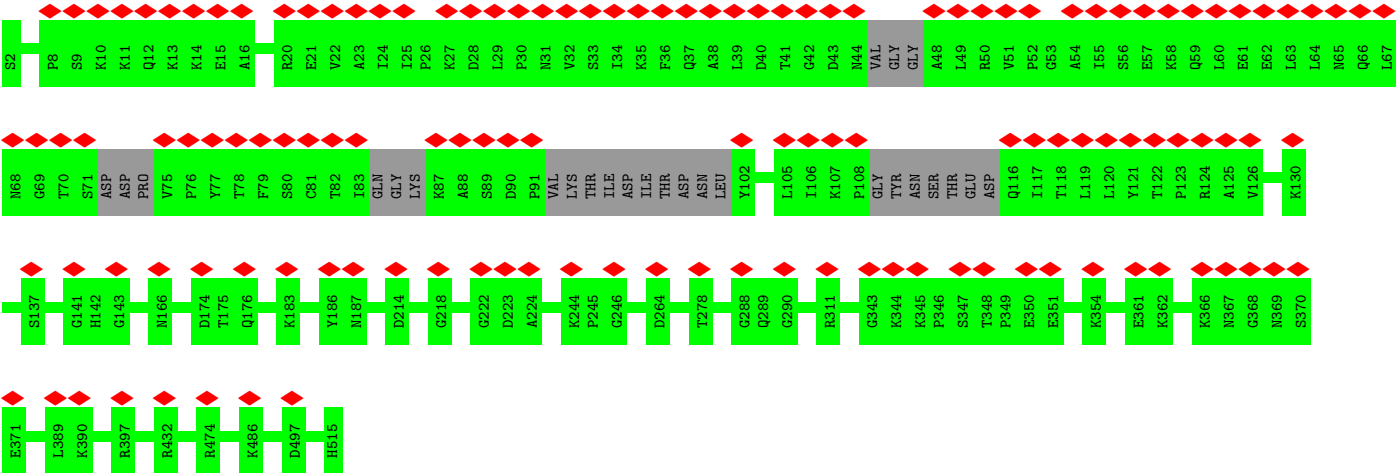 S2 P8 S9 K10 K11 Q12 K13 K14 E15 A16 R20 E21 V22 A23 I24 I25 P26 K27 D28 L29 P30 N31 V32 S33 I34 K35 F36 Q37 A38 L39 D40 T41 G42 D43 N44 VAL GLY GLY A48 L49 R50 V51 P52 G53 A54 I55 S56 E57 K58 Q59 L60 E61 E62 L63 L64 N65 Q66 L67
N68 G69 T70 S71 ASP ASP PRO V75 P76 Y77 T78 F79 S80 C81 T82 I83 GLN GLY LYS K87 A88 S89 D90 P91 VAL LYS THR ILE ASP ILE THR ASP ASN LEU Y102 L105 I106 K107 P108 GLY TYR ASN SER THR GLU ASP Q116 I117 T118 L119 L120 Y121 T122 P123 R124 A125 V126 K130
S137 G141 H142 G143 N166 D174 T175 Q176 K183 Y186 N187 D214 G218 G222 D223 A224 K244 P245 G246 D264 T278 G288 Q289 G290 R311 G343 K344 K345 P346 S347 T348 P349 E350 E351 K354 E361 K362 K366 N367 G368 N369 S370
E371 L389 K390 R397 R432 R474 K486 D497 H515